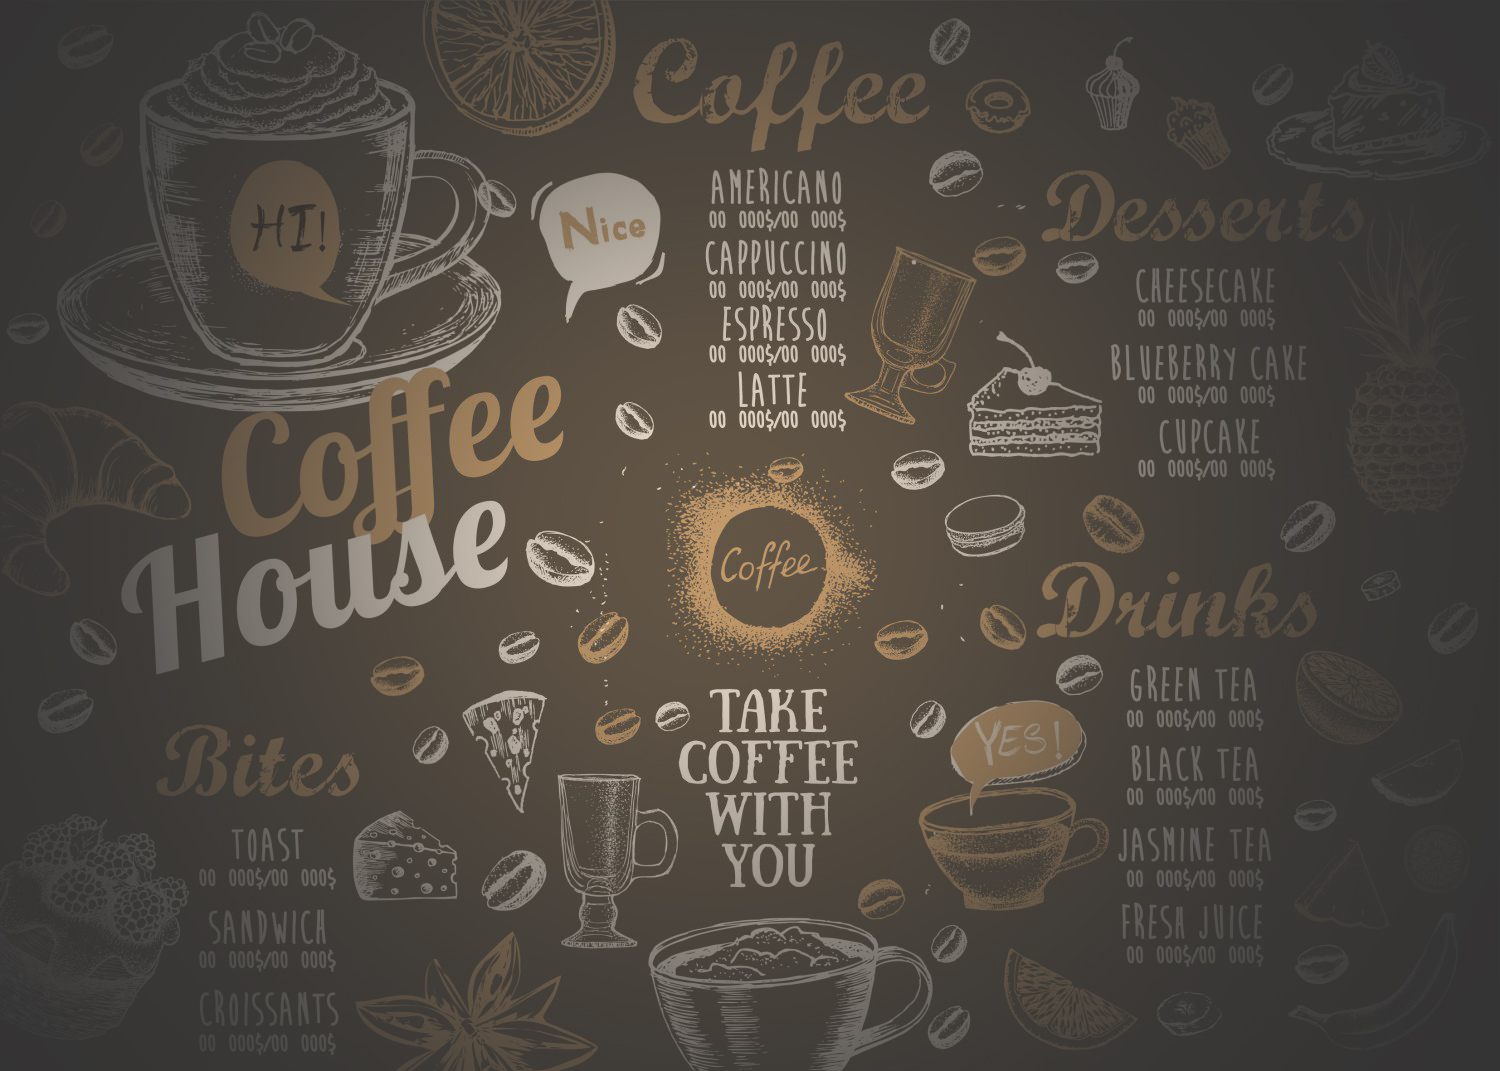 HI!
Nice
Coffee
House
Coffee
AMERICANO
00 000$/00 000$
CAPPUCCINO
00 000$/00 000$
ESPRESSO
00 000$/00 000$
LATTE
00 000$/00 000$
Desserts
CHEESECAKE
00 000$/00 000$
BLUEBERRY CAKE
00 000$/00 000$
CUPCAKE
00 000$/00 000$
Coffee
TAKE
COFFEE
WITH
YOU
Bites
TOAST
00 000$/00 000$
SANDWICH
00 000$/00 000$
CROISSANTS
00 000$/00 000$
YES!
Drinks
GREEN TEA
00 000$/00 000$
BLACK TEA
00 000$/00 000$
JASMINE TEA
00 000$/00 000$
FRESH JUICE
00 000$/00 000$